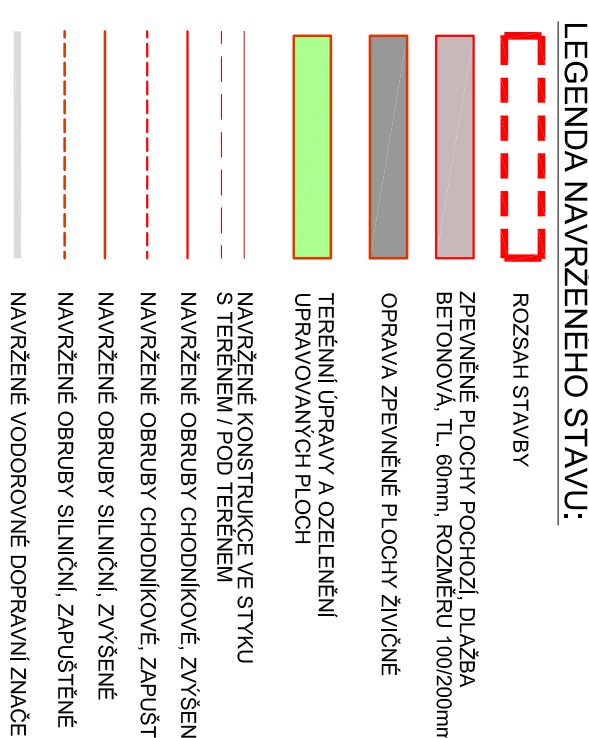 LEGENDA NAVRŽENÉHO STAVU:
ROZSAH STAVBY
ZPEVNĚNÉ PLOCHY POCHOZÍ, DLAŽBA
BETONOVÁ, TL. 60mm, ROZMĚRU 100/200mm
OPRAVA ZPEVNĚNÉ PLOCHY ŽIVIČNÉ
TERÉNNÍ ÚPRAVY A OZELENĚNÍ
UPRAVOVANÝCH PLOCH
NAVRŽENÉ KONSTRUKCE VE STYKU
S TERÉNEM / POD TERÉNEM
NAVRŽENÉ OBRUBY CHODNÍKOVÉ, ZVÝŠEN
NAVRŽENÉ OBRUBY CHODNÍKOVÉ, ZAPUŠT
NAVRŽENÉ OBRUBY SILNIČNÍ, ZVÝŠENÉ
NAVRŽENÉ OBRUBY SILNIČNÍ, ZAPUŠTĚNÉ
NAVRŽENÉ VODOROVNÉ DOPRAVNÍ ZNAČE